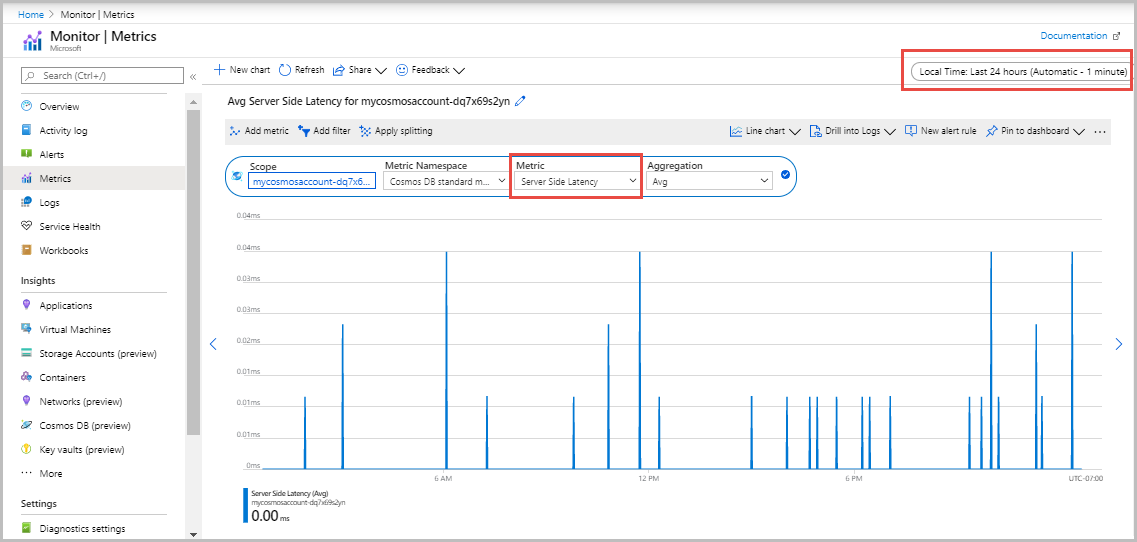 Home > Monitor | Metrics
Monitor | Metrics
Microsoft
Documentation
Search (Ctrl+/)
«
Overview
Activity log
Alerts
Metrics
Logs
Service Health
Workbooks
Insights
Applications
Virtual Machines
Storage Accounts (preview)
Containers
Networks (preview)
Cosmos DB (preview)
Key vaults (preview)
··· More
Settings
Diagnostics settings
New chart Refresh Share Feedback
Local Time: Last 24 hours (Automatic - 1 minute)
Avg Server Side Latency for mycosmosaccount-dq7x69s2yn
Add metric Add filter Apply splitting Line chart Drill into Logs New alert rule Pin to dashboard ···
Scope Metric Namespace Metric Aggregation
mycosmosaccount-dq7x6... Cosmos DB standard m... Server Side Latency Avg
0.04ms
0.04ms
0.03ms
0.03ms
0.02ms
0.01ms
0.01ms
0.01ms
0ms
6 AM 12 PM 6 PM UTC-07:00
Server Side Latency (Avg)
mycosmosaccount-dq7x69s2yn
0.00 ms